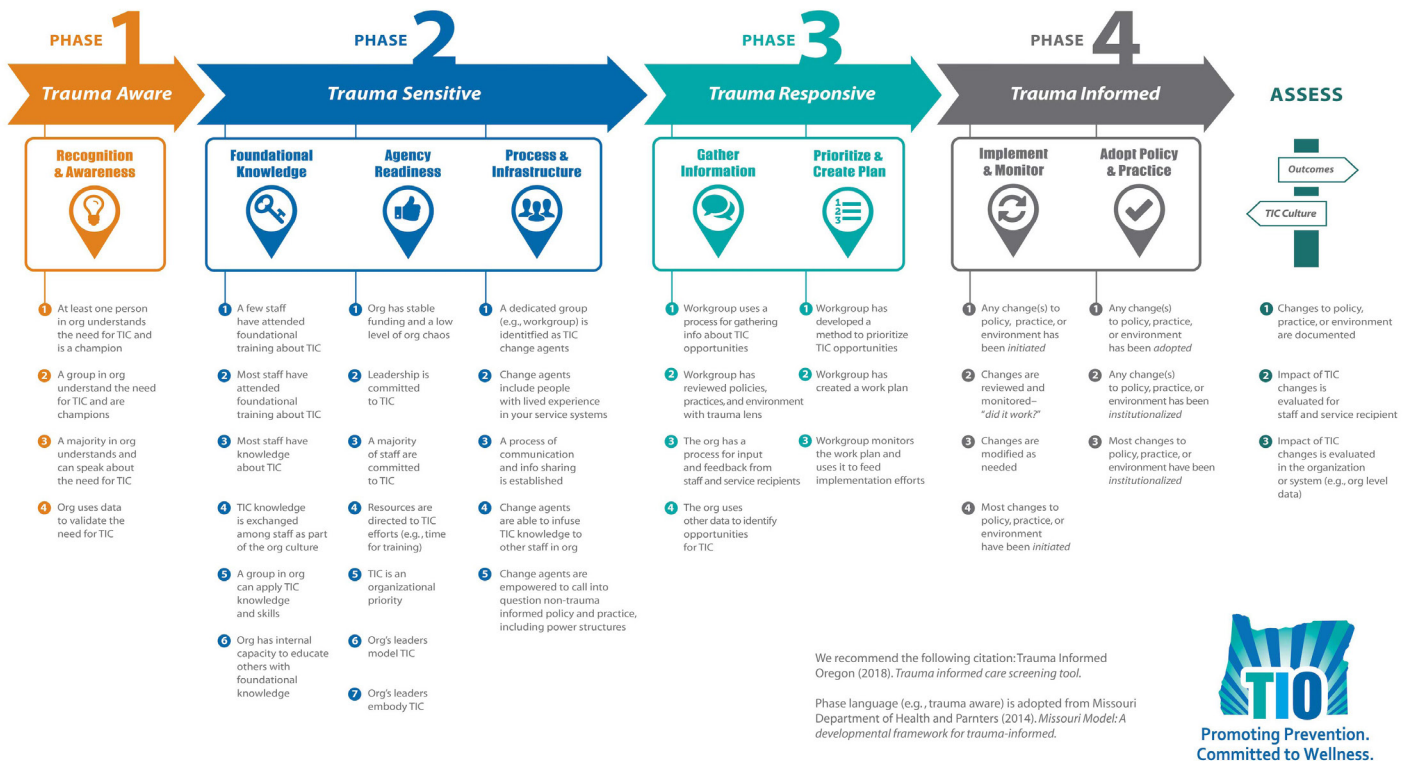 PHASE 1
Trauma Aware
PHASE 2
Trauma Sensitive
PHASE 3
Trauma Responsive
PHASE 4
Trauma Informed
ASSESS
Recognition
& Awareness
Foundational
Knowledge
Agency
Readiness
Process &
Infrastructure
Gather
Information
Prioritize &
Create Plan
1
2
3
Implement
& Monitor
Adopt Policy
& Practice
Outcomes
TIC Culture
1 At least one person
in org understands
the need for TIC and
is a champion
2 A group in org
understand the need
for TIC and are
champions
3 A majority in org
understands and
can speak about
the need for TIC
4 Org uses data
to validate the
need for TIC
1 A few staff
have attended
foundational
training about TIC
2 Most staff have
attended
foundational
training about TIC
3 Most staff have
knowledge
about TIC
4 TIC knowledge
is exchanged
among staff as part
of the org culture
5 A group in org
can apply TIC
knowledge
and skills
6 Org has internal
capacity to educate
others with
foundational
knowledge
1 Org has stable
funding and a low
level of org chaos
2 Leadership is
committed
to TIC
3 A majority
of staff are
committed
to TIC
4 Resources are
directed to TIC
efforts (e.g., time
for training)
5 TIC is an
organizational
priority
6 Org's leaders
model TIC
7 Org's leaders
embody TIC
1 A dedicated group
(e.g., workgroup) is
identitfied as TIC
change agents
2 Change agents
include people
with lived experience
in your service systems
3 A process of
communication
and info sharing
is established
4 Change agents
are able to infuse
TIC knowledge to
other staff in org
5 Change agents are
empowered to call into
question non-trauma
informed policy and practice,
including power structures
1 Workgroup uses a
process for gathering
info about TIC
opportunities
2 Workgroup has
reviewed policies,
practices, and environment
with trauma lens
3 The org has a
process for input
and feedback from
staff and service recipients
4 The org uses
other data to identify
opportunities
for TIC
1 Workgroup has
developed a
method to prioritize
TIC opportunities
2 Workgroup has
created a work plan
3 Workgroup monitors
the work plan and
uses it to feed
implementation efforts
1 Any change(s) to
policy, practice, or
environment has
been initiated
2 Changes are
reviewed and
monitored–
"did it work?"
3 Changes are
modified as
needed
4 Most changes to
policy, practice, or
environment
have been initiated
1 Any change(s)
to policy, practice,
or environment
has been adopted
2 Any change(s)
to policy, practice, or
environment has been
institutionalized
3 Most changes to
policy, practice, or
environment have been
institutionalized
1 Changes to policy,
practice, or environment
are documented
2 Impact of TIC
changes is
evaluated for
staff and service recipient
3 Impact of TIC
changes is evaluated
in the organization
or system (e.g., org level
data)
We recommend the following citation: Trauma Informed
Oregon (2018). Trauma informed care screening tool.
Phase language (e.g., trauma aware) is adopted from Missouri
Department of Health and Parnters (2014). Missouri Model: A
developmental framework for trauma-informed.
TIO
Promoting Prevention.
Committed to Wellness.